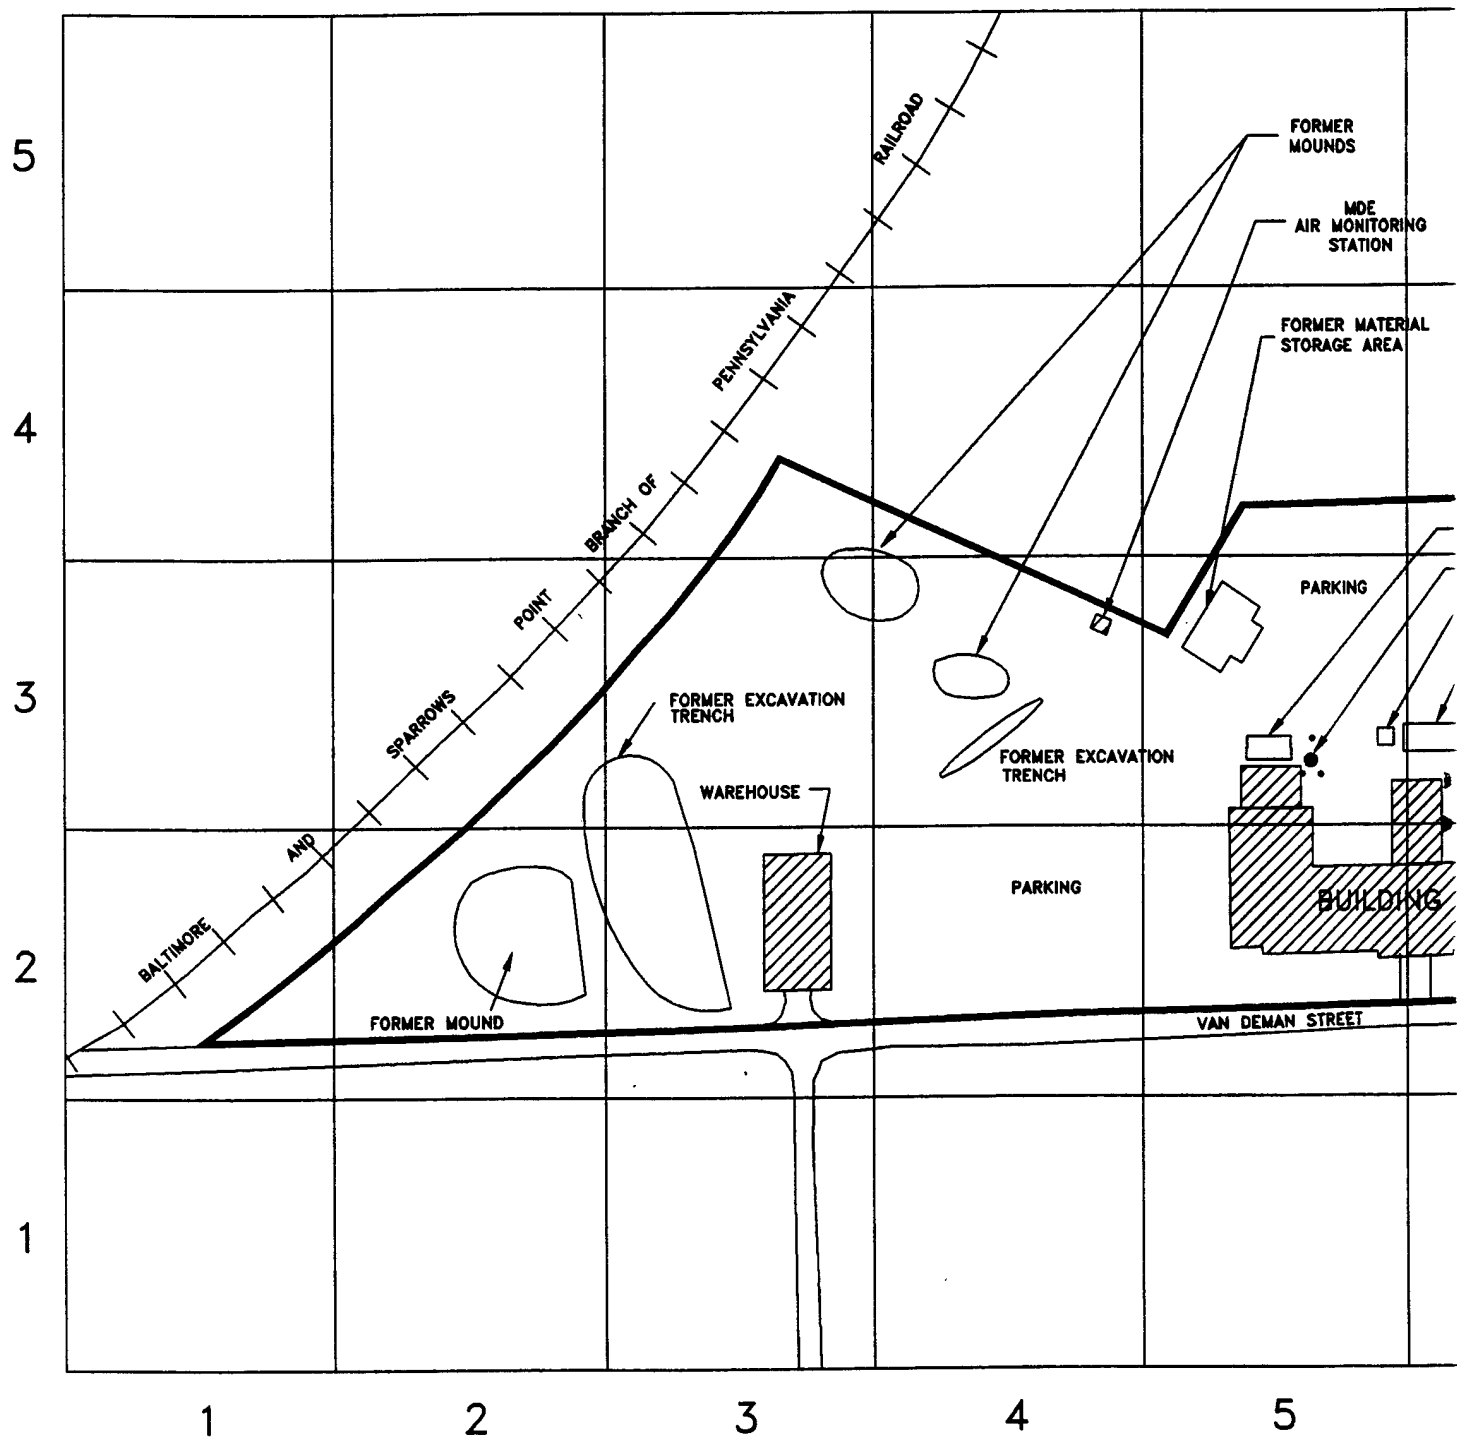 5
4
3
2
1
FORMER
MOUNDS
MDE
AIR MONITORING
STATION
FORMER MATERIAL
STORAGE AREA
RAILROAD
PENNSYLVANIA
BRANCH OF
POINT
SPARROWS
AND
BALTIMORE
PARKING
FORMER EXCAVATION
TRENCH
FORMER EXCAVATION
TRENCH
WAREHOUSE
PARKING
BUILDING
FORMER MOUND
VAN DEMAN STREET
1
2
3
4
5